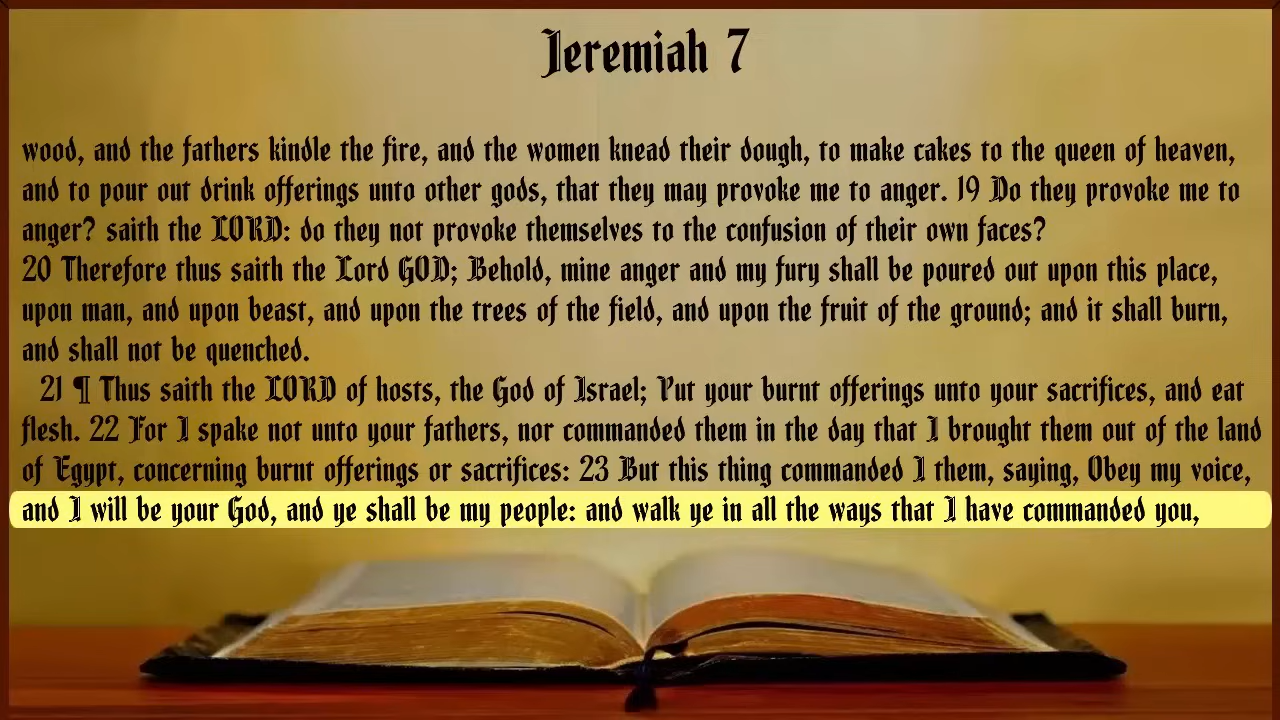 Jeremiah 7
wood, and the fathers kindle the fire, and the women knead their dough, to make cakes to the queen of heaven,
and to pour out drink offerings unto other gods, that they may provoke me to anger. 19 Do they provoke me to
anger? saith the LORD: do they not provoke themselves to the confusion of their own faces?
20 Therefore thus saith the Lord GOD; Behold, mine anger and my fury shall be poured out upon this place,
upon man, and upon beast, and upon the trees of the field, and upon the fruit of the ground; and it shall burn,
and shall not be quenched.
21 ¶ Thus saith the LORD of hosts, the God of Israel; Put your burnt offerings unto your sacrifices, and eat
flesh. 22 For I spake not unto your fathers, nor commanded them in the day that I brought them out of the land
of Egypt, concerning burnt offerings or sacrifices: 23 But this thing commanded I them, saying, Obey my voice,
and I will be your God, and ye shall be my people: and walk ye in all the ways that I have commanded you,